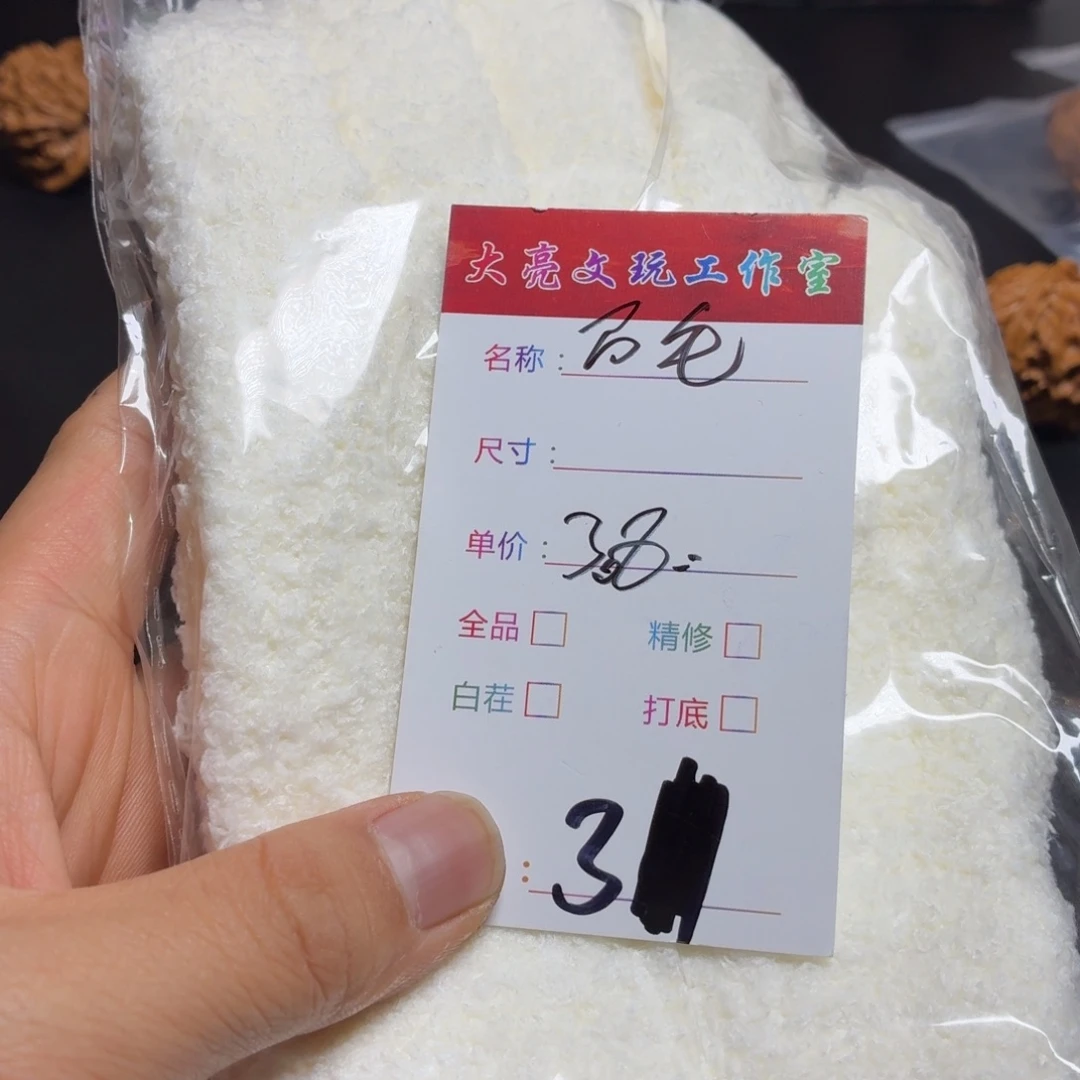 大亮文玩工作室
名称：百毛
尺寸：
单价：
全品 精修
白茬 打底
：3